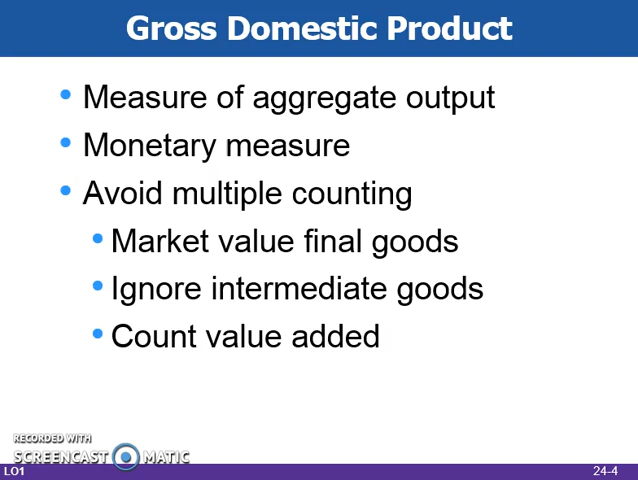 Gross Domestic Product
• Measure of aggregate output
• Monetary measure
• Avoid multiple counting
• Market value final goods
• Ignore intermediate goods
• Count value added
RECORDED WITH
SCREENCAST MATIC
LO1
24-4